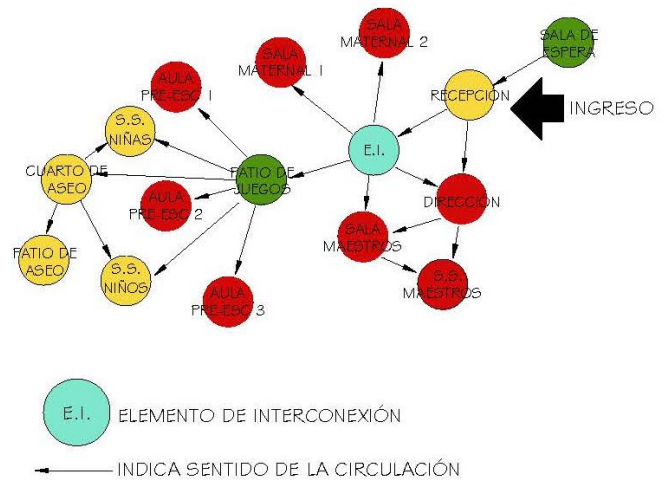 SALA
MATERNAL 2
SALA DE
ESPERA
SALA
MATERNAL 1
AULA
PRE-ESC 1
RECEPCIÓN
INGRESO
S.S.
NIÑAS
E.I.
CUARTO DE
ASEO
PATIO DE
JUEGOS
AULA
PRE-ESC 2
DIRECCIÓN
SALA
MAESTROS
PATIO DE
ASEO
S.S.
NIÑOS
S.S.
MAESTROS
AULA
PRE-ESC 3
E.I.
ELEMENTO DE INTERCONEXIÓN
INDICA SENTIDO DE LA CIRCULACIÓN